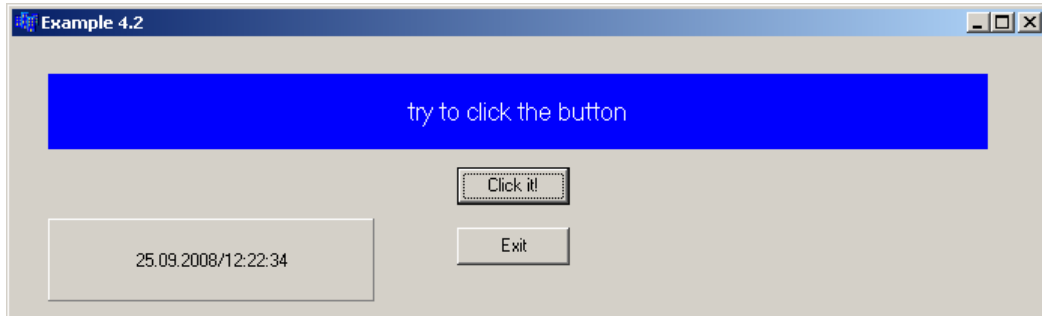 Example 4.2
try to click the button
Click it!
Exit
25.09.2008/12:22:34